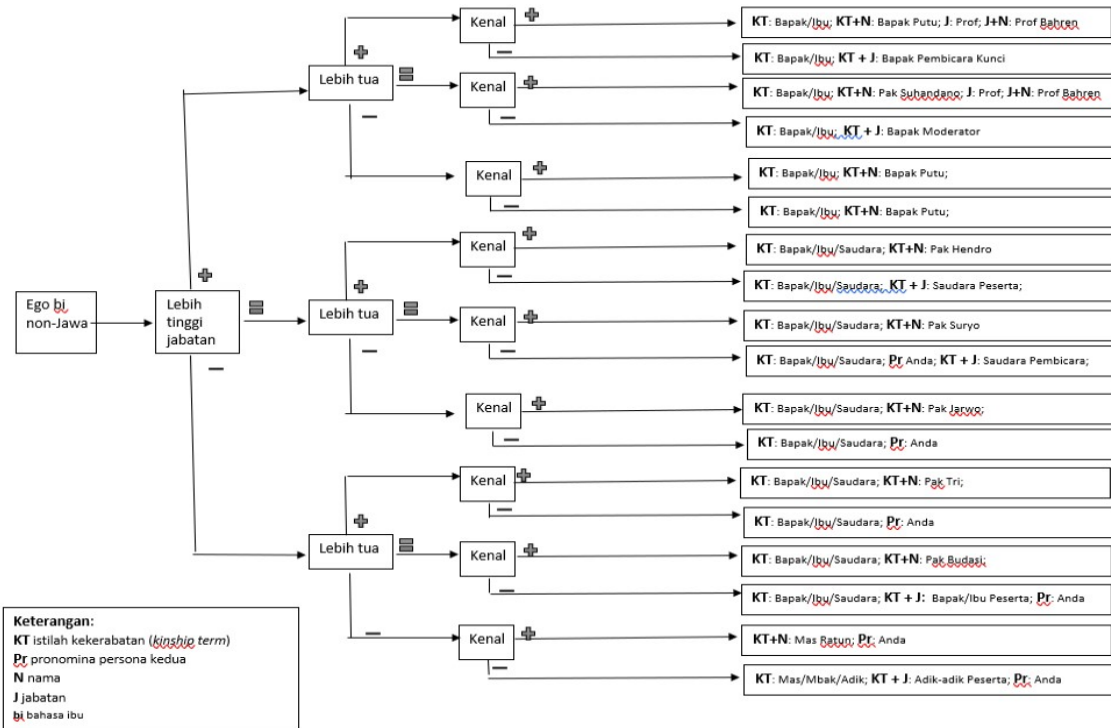 Kenal
KT: Bapak/Ibu; KT+N: Bapak Putu; J: Prof; J+N: Prof Bahren
KT: Bapak/Ibu; KT + J: Bapak Pembicara Kunci
Lebih tua
Kenal
KT: Bapak/Ibu; KT+N: Pak Suhandano; J: Prof; J+N: Prof Bahren
KT: Bapak/Ibu; KT + J: Bapak Moderator
Kenal
KT: Bapak/Ibu; KT+N: Bapak Putu;
KT: Bapak/Ibu; KT+N: Bapak Putu;
Kenal
KT: Bapak/Ibu/Saudara; KT+N: Pak Hendro
KT: Bapak/Ibu/Saudara; KT + J: Saudara Peserta;
Ego bi
non-Jawa
Lebih
tinggi
jabatan
Lebih tua
Kenal
KT: Bapak/Ibu/Saudara; KT+N: Pak Suryo
KT: Bapak/Ibu/Saudara; Pr Anda; KT + J: Saudara Pembicara;
Kenal
KT: Bapak/Ibu/Saudara; KT+N: Pak Jarwo;
KT: Bapak/Ibu/Saudara; Pr: Anda
Kenal
KT: Bapak/Ibu/Saudara; KT+N: Pak Tri;
KT: Bapak/Ibu/Saudara; Pr: Anda
Lebih tua
Kenal
KT: Bapak/Ibu/Saudara; KT+N: Pak Budasi;
KT: Bapak/Ibu/Saudara; KT + J: Bapak/Ibu Peserta; Pr: Anda
Kenal
KT+N: Mas Ratun; Pr: Anda
KT: Mas/Mbak/Adik; KT + J: Adik-adik Peserta; Pr: Anda
Keterangan:
KT istilah kekerabatan (kinship term)
Pr pronomina persona kedua
N nama
J jabatan
bi bahasa ibu